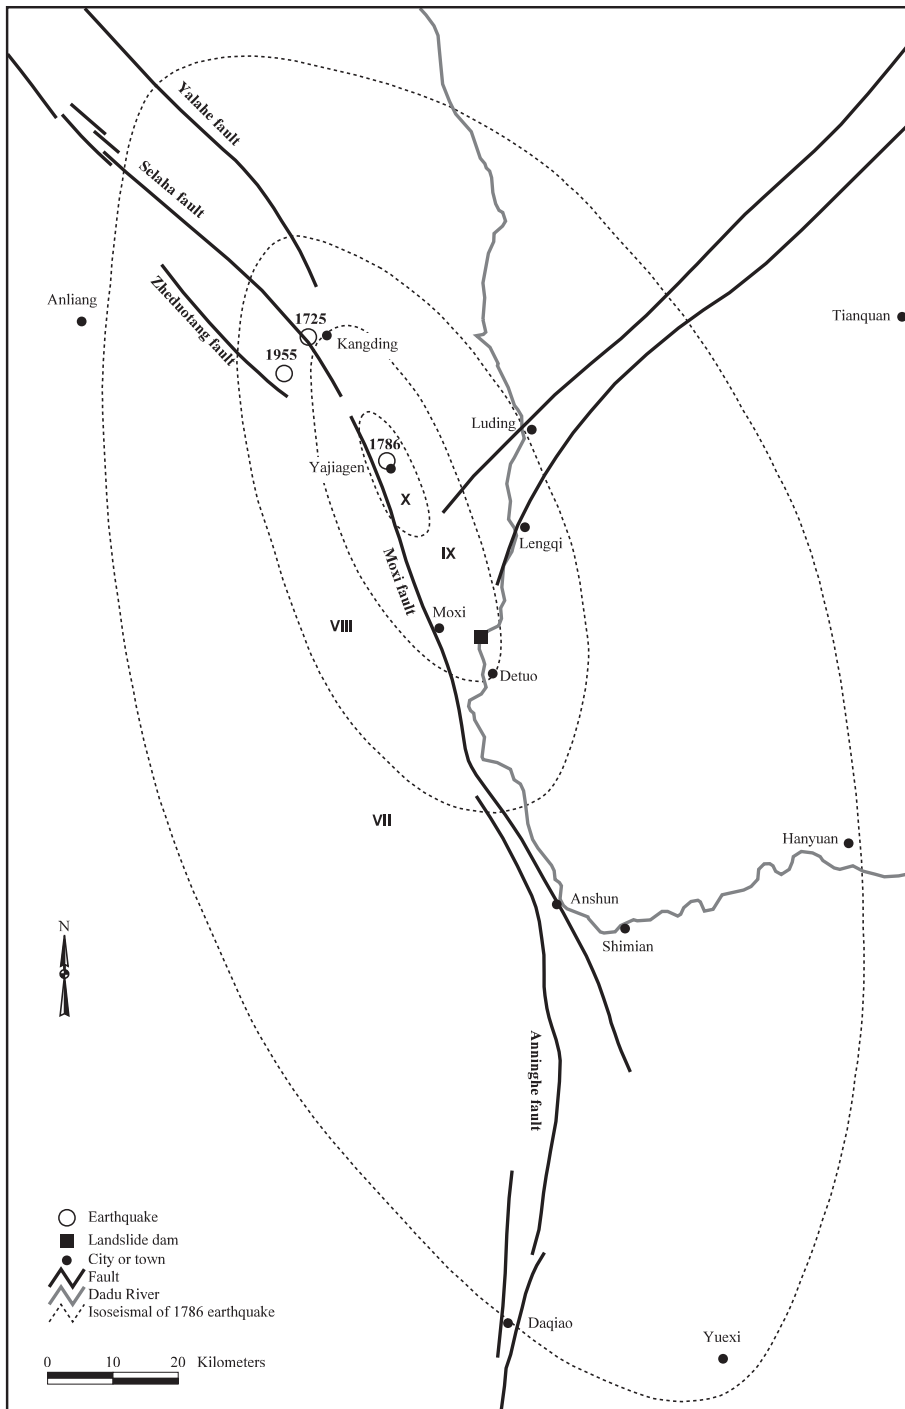 Yalahe fault
Selaha fault
Zheduotang fault
Anliang
1725
Kangding
1955
Tianquan
Luding
1786
Yajiagen
X
Lengqi
IX
Moxi fault
Moxi
VIII
Detuo
VII
Hanyuan
Anshun
Shimian
N
Anninghe fault
Earthquake
Landslide dam
City or town
Fault
Dadu River
Isoseismal of 1786 earthquake
Daqiao
Yuexi
0 10 20 Kilometers